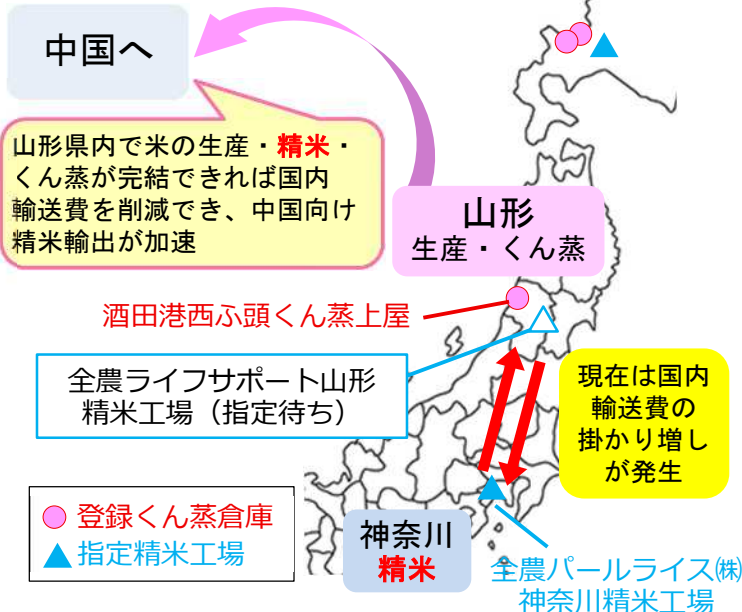 中国へ
山形県内で米の生産・精米・
くん蒸が完結できれば国内
輸送費を削減でき、中国向け
精米輸出が加速
山形
生産・くん蒸
酒田港西ふ頭くん蒸上屋
全農ライフサポート山形
精米工場（指定待ち）
現在は国内
輸送費の
掛かり増し
が発生
登録くん蒸倉庫
指定精米工場
神奈川
精米
全農パールライス㈱
神奈川精米工場